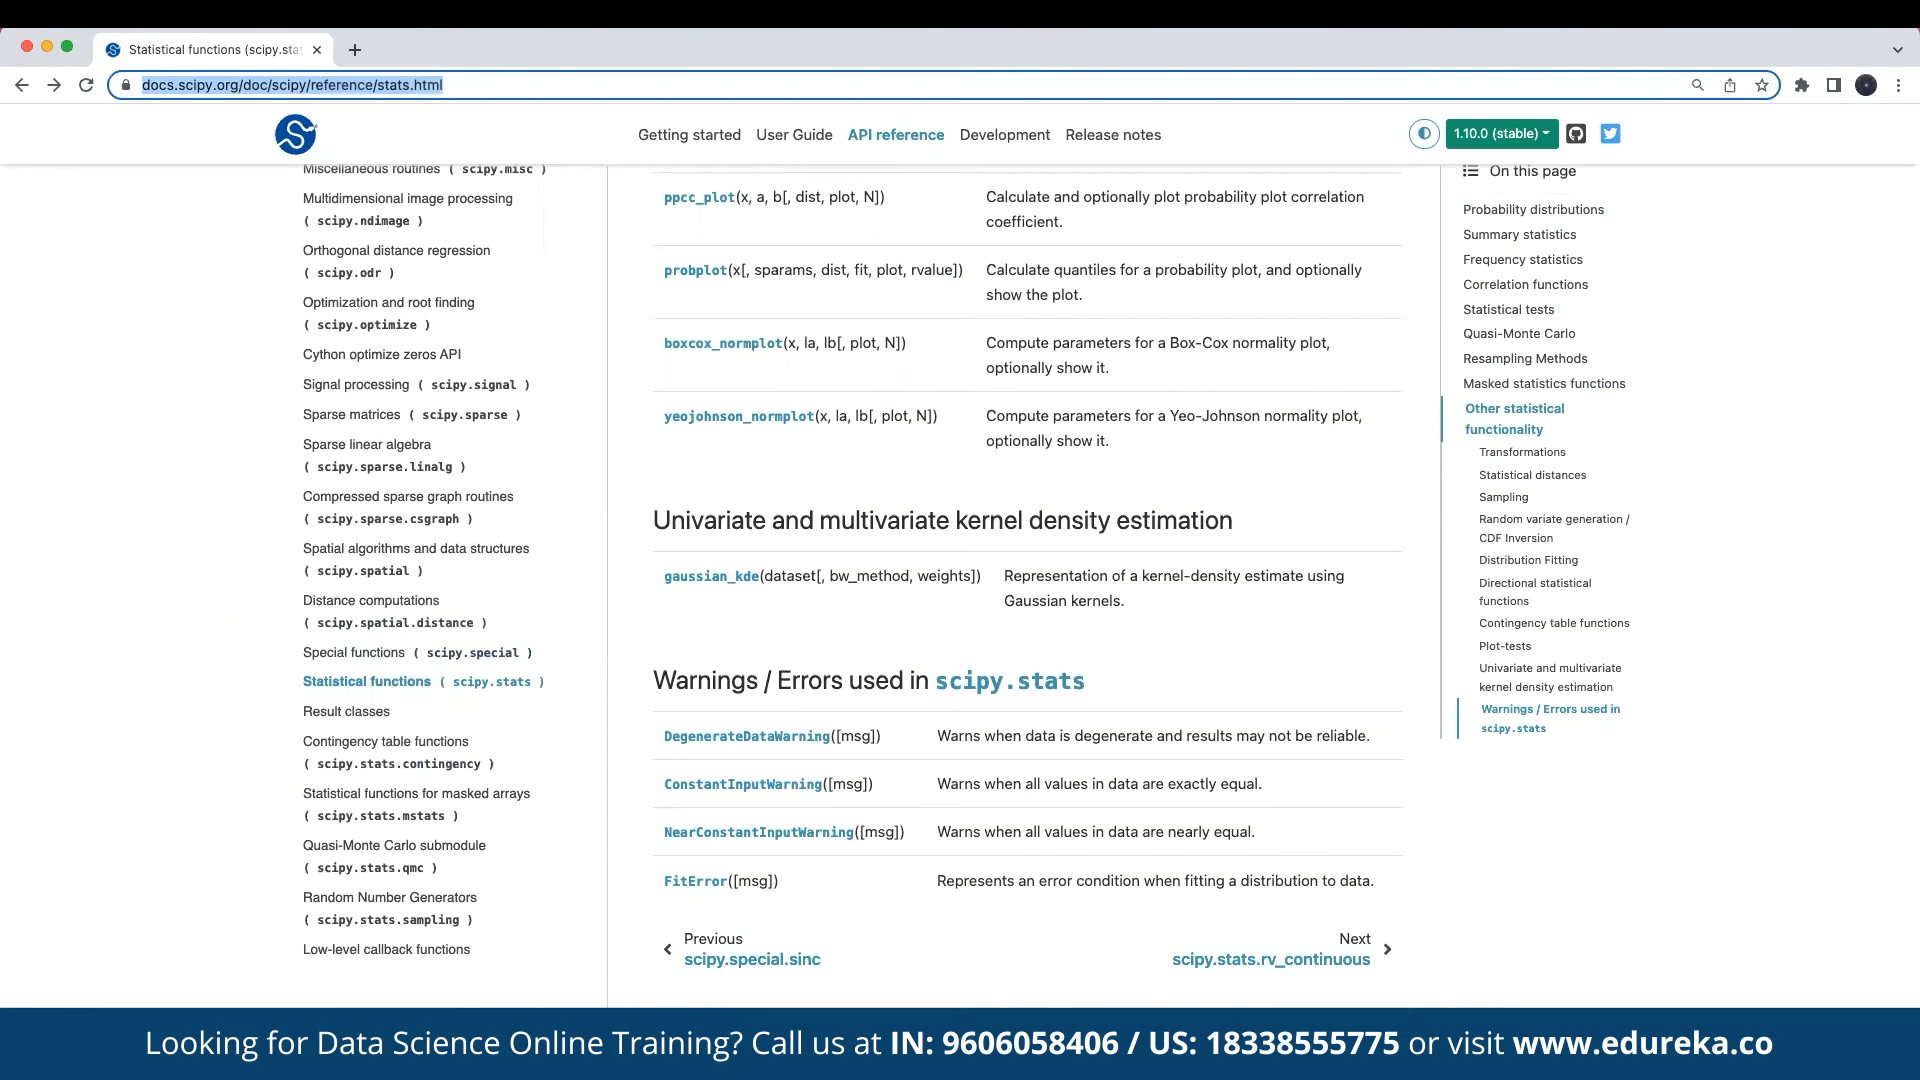 Statistical functions (scipy.stat
docs.scipy.org/doc/scipy/reference/stats.html
Getting started
User Guide
API reference
Development
Release notes
1.10.0 (stable)
Miscellaneous routines ( scipy.misc )
Multidimensional image processing
( scipy.ndimage )
Orthogonal distance regression
( scipy.odr )
Optimization and root finding
( scipy.optimize )
Cython optimize zeros API
Signal processing ( scipy.signal )
Sparse matrices ( scipy.sparse )
Sparse linear algebra
( scipy.sparse.linalg )
Compressed sparse graph routines
( scipy.sparse.csgraph )
Spatial algorithms and data structures
( scipy.spatial )
Distance computations
( scipy.spatial.distance )
Special functions ( scipy.special )
Statistical functions ( scipy.stats )
Result classes
Contingency table functions
( scipy.stats.contingency )
Statistical functions for masked arrays
( scipy.stats.mstats )
Quasi-Monte Carlo submodule
( scipy.stats.qmc )
Random Number Generators
( scipy.stats.sampling )
Low-level callback functions
ppcc_plot(x, a, b[, dist, plot, N])
Calculate and optionally plot probability plot correlation
coefficient.
probplot(x[, sparams, dist, fit, plot, rvalue])
Calculate quantiles for a probability plot, and optionally
show the plot.
boxcox_normplot(x, la, lb[, plot, N])
Compute parameters for a Box-Cox normality plot,
optionally show it.
yeojohnson_normplot(x, la, lb[, plot, N])
Compute parameters for a Yeo-Johnson normality plot,
optionally show it.
Univariate and multivariate kernel density estimation
gaussian_kde(dataset[, bw_method, weights])
Representation of a kernel-density estimate using
Gaussian kernels.
Warnings / Errors used in scipy.stats
DegenerateDataWarning([msg])
Warns when data is degenerate and results may not be reliable.
ConstantInputWarning([msg])
Warns when all values in data are exactly equal.
NearConstantInputWarning([msg])
Warns when all values in data are nearly equal.
FitError([msg])
Represents an error condition when fitting a distribution to data.
Previous
scipy.special.sinc
Next
scipy.stats.rv_continuous
On this page
Probability distributions
Summary statistics
Frequency statistics
Correlation functions
Statistical tests
Quasi-Monte Carlo
Resampling Methods
Masked statistics functions
Other statistical
functionality
Transformations
Statistical distances
Sampling
Random variate generation /
CDF Inversion
Distribution Fitting
Directional statistical
functions
Contingency table functions
Plot-tests
Univariate and multivariate
kernel density estimation
Warnings / Errors used in
scipy.stats
Looking for Data Science Online Training? Call us at IN: 9606058406 / US: 18338555775 or visit www.edureka.co